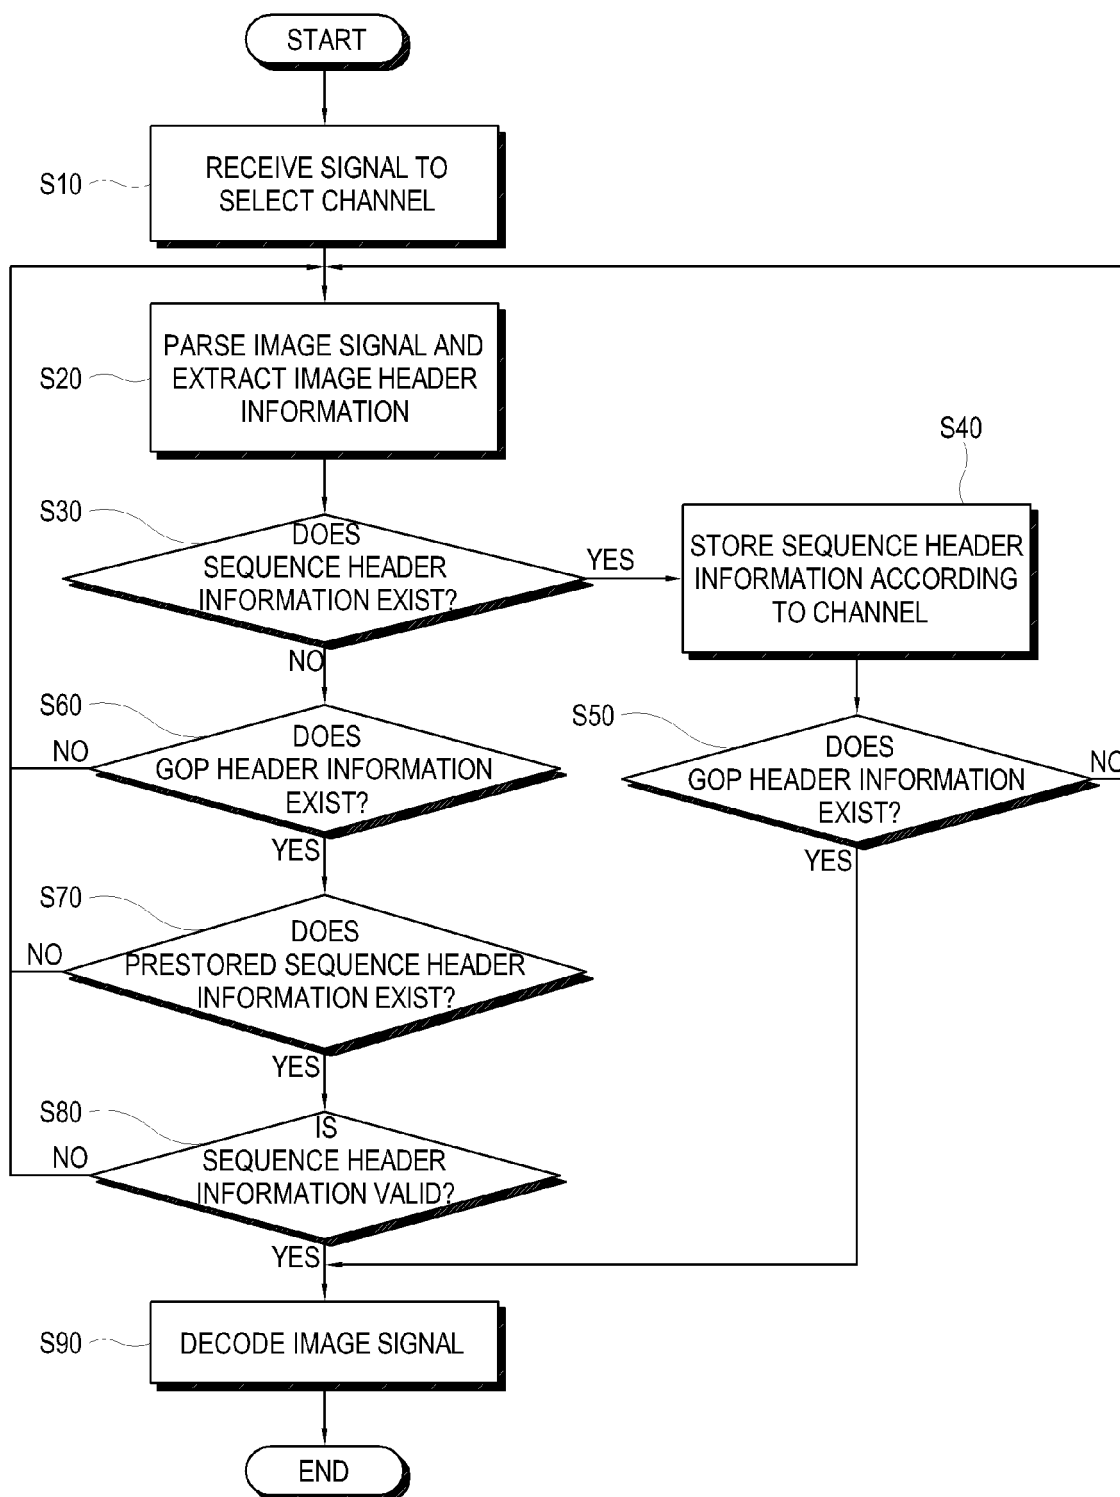 START
S10
RECEIVE SIGNAL TO
SELECT CHANNEL
S20
PARSE IMAGE SIGNAL AND
EXTRACT IMAGE HEADER
INFORMATION
S30
DOES
SEQUENCE HEADER
INFORMATION EXIST?
YES
NO
S40
STORE SEQUENCE HEADER
INFORMATION ACCORDING
TO CHANNEL
S50
DOES
GOP HEADER INFORMATION
EXIST?
NO
YES
S60
NO
DOES
GOP HEADER INFORMATION
EXIST?
YES
S70
NO
DOES
PRESTORED SEQUENCE HEADER
INFORMATION EXIST?
YES
S80
NO
IS
SEQUENCE HEADER
INFORMATION VALID?
YES
S90
DECODE IMAGE SIGNAL
END